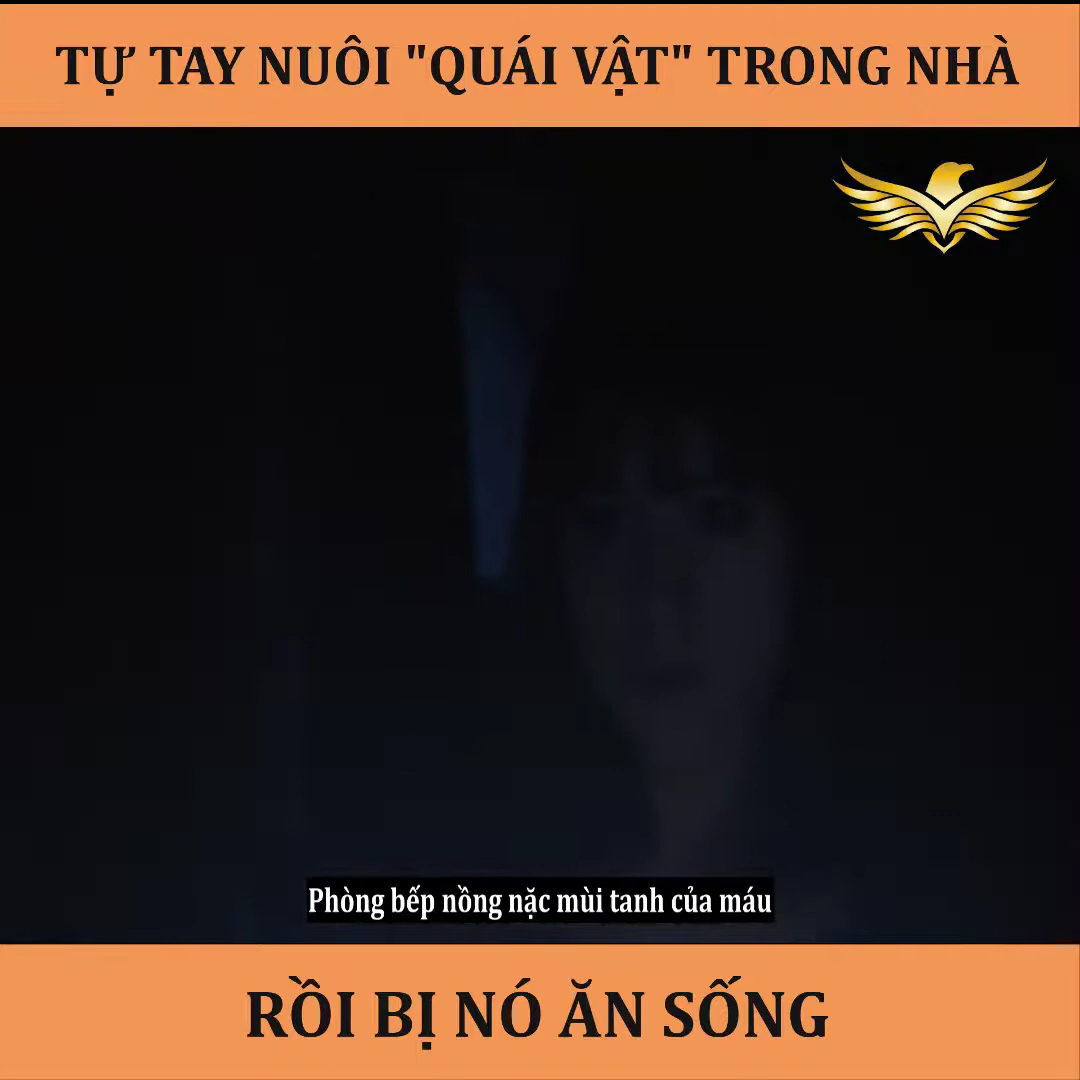 TỰ TAY NUÔI "QUÁI VẬT" TRONG NHÀ
Phòng bếp nồng nặc mùi tanh của máu
RỒI BỊ NÓ ĂN SỐNG